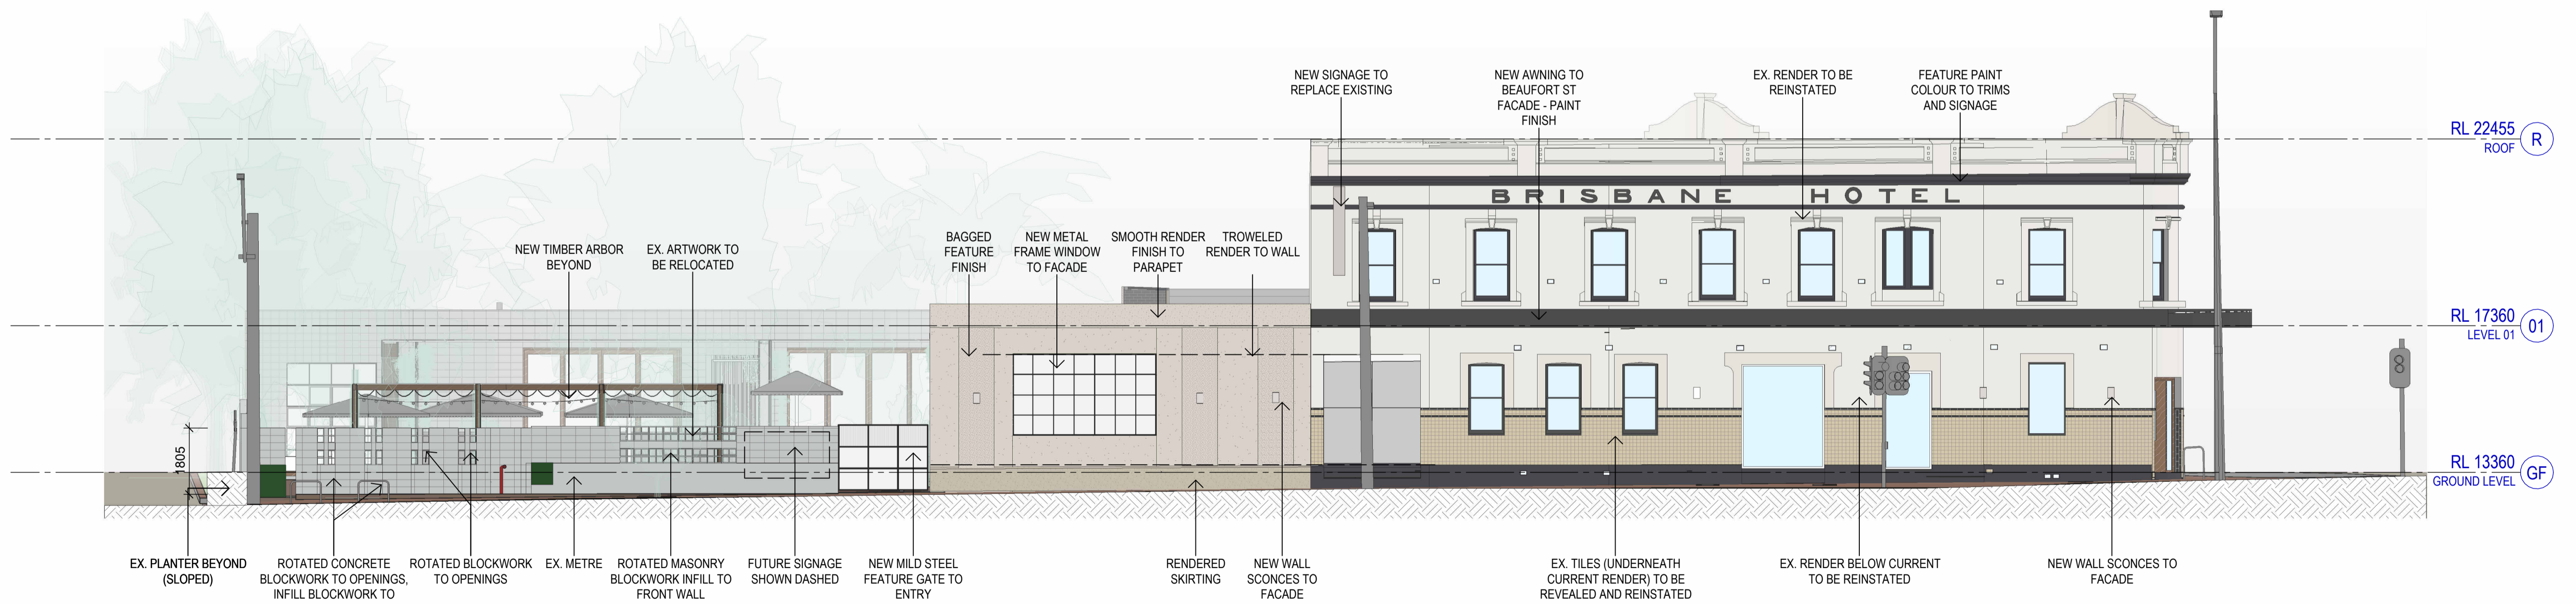 NEW SIGNAGE TO
REPLACE EXISTING
NEW AWNING TO
BEAUFORT ST
FACADE - PAINT
FINISH
EX. RENDER TO BE
REINSTATED
FEATURE PAINT
COLOUR TO TRIMS
AND SIGNAGE
RL 22455
ROOF
R
BRISBANE HOTEL
NEW TIMBER ARBOR
BEYOND
EX. ARTWORK TO
BE RELOCATED
BAGGED
FEATURE
FINISH
NEW METAL
FRAME WINDOW
TO FACADE
SMOOTH RENDER
FINISH TO
PARAPET
TROWELED
RENDER TO WALL
RL 17360
LEVEL 01
01
8
1805
RL 13360
GROUND LEVEL
GF
EX. PLANTER BEYOND
(SLOPED)
ROTATED CONCRETE
BLOCKWORK TO OPENINGS,
INFILL BLOCKWORK TO
ROTATED BLOCKWORK
TO OPENINGS
EX. METRE
ROTATED MASONRY
BLOCKWORK INFILL TO
FRONT WALL
FUTURE SIGNAGE
SHOWN DASHED
NEW MILD STEEL
FEATURE GATE TO
ENTRY
RENDERED
SKIRTING
NEW WALL
SCONCES TO
FACADE
EX. TILES (UNDERNEATH
CURRENT RENDER) TO BE
REVEALED AND REINSTATED
EX. RENDER BELOW CURRENT
TO BE REINSTATED
NEW WALL SCONCES TO
FACADE